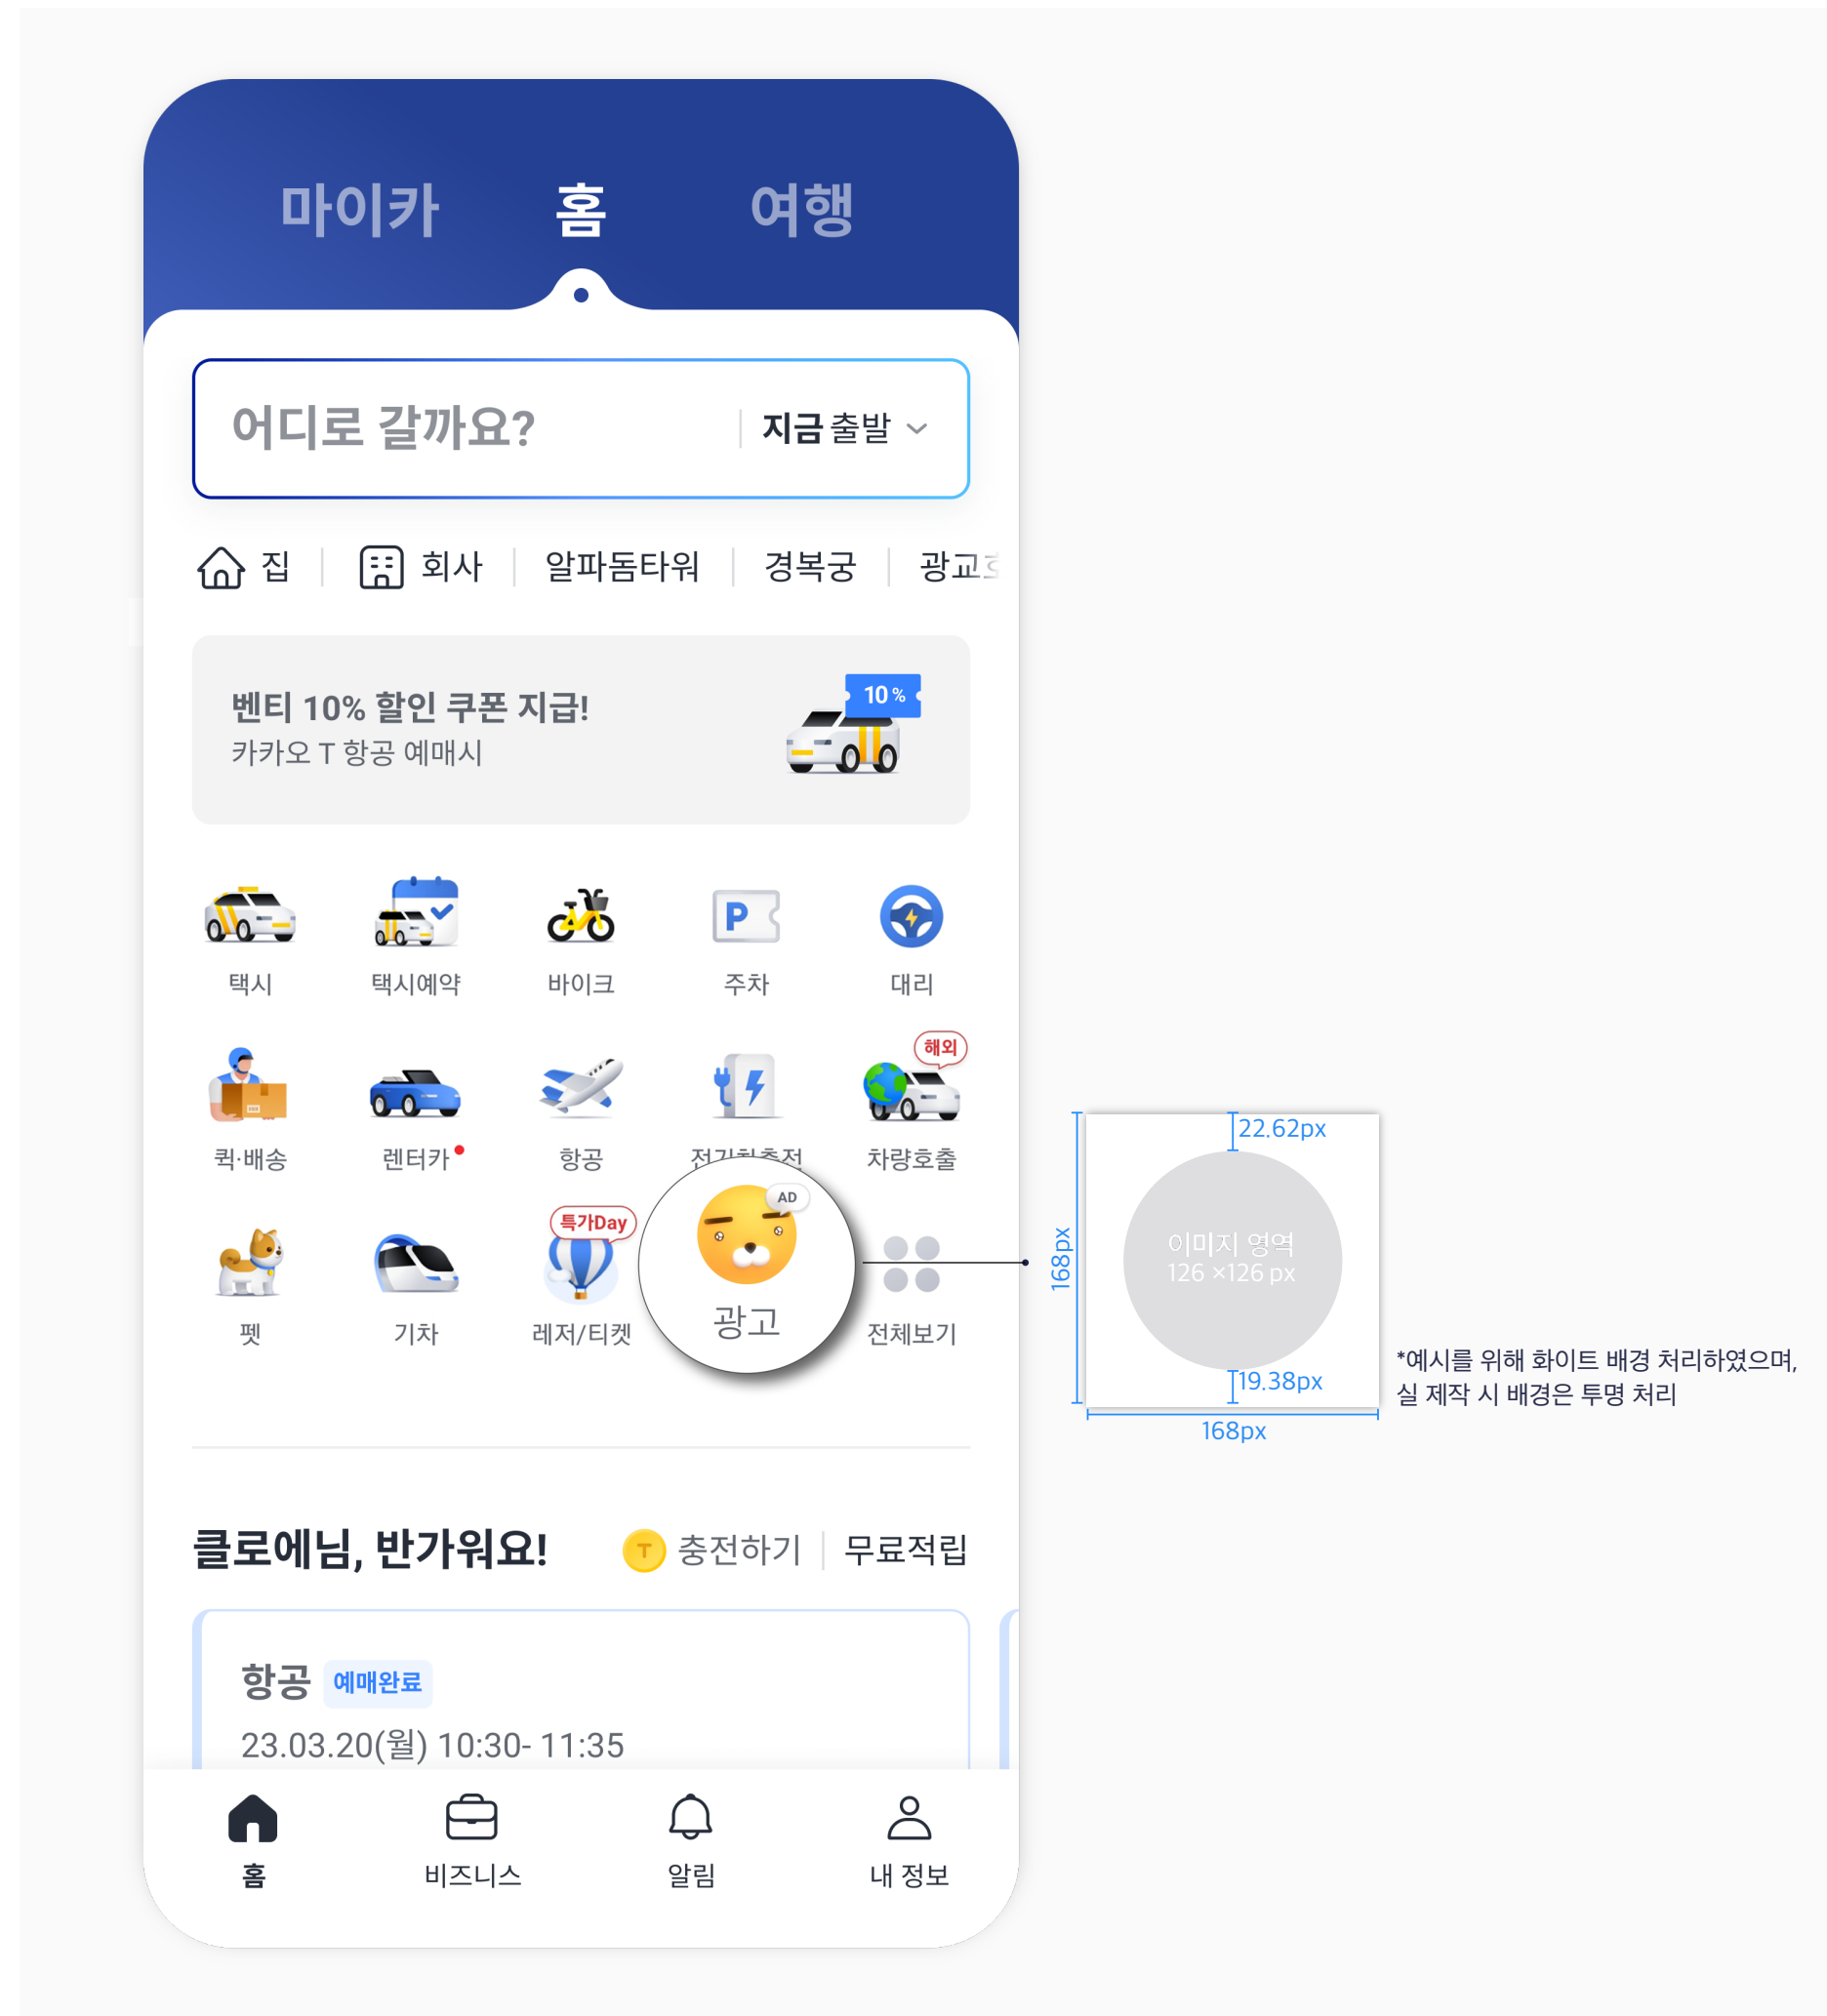 마이카
홈
여행
어디로 갈까요?
지금 출발
집
회사
알파돔타워
경복궁
광교
벤티 10% 할인 쿠폰 지급!
카카오 T 항공 예매시
10 %
택시
택시예약
바이크
P
주차
대리
해외
퀵·배송
렌터카
항공
차량호출
특가Day
AD
펫
기차
레저/티켓
광고
전체보기
22.62px
168px
이미지 영역
126 ×126 px
19.38px
168px
*예시를 위해 화이트 배경 처리하였으며,
실 제작 시 배경은 투명 처리
클로에님, 반가워요!
T 충전하기
무료적립
항공 예매완료
23.03.20(월) 10:30- 11:35
홈
비즈니스
알림
내 정보